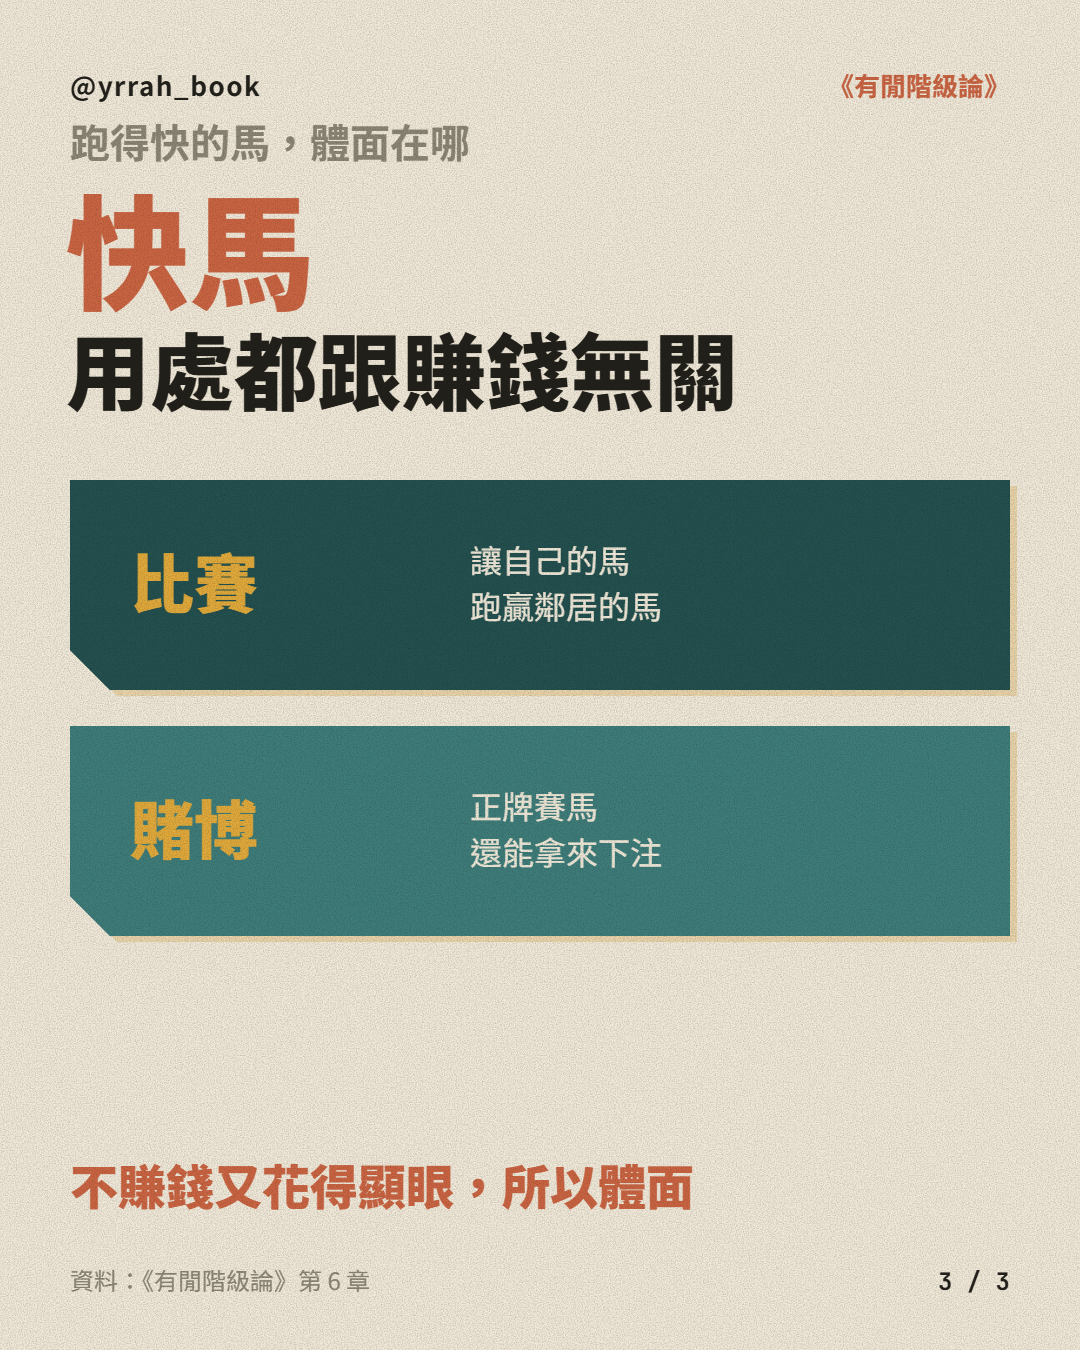 @yrrah_book
《有閒階級論》
跑得快的馬，體面在哪
快馬
用處都跟賺錢無關
比賽
讓自己的馬
跑贏鄰居的馬
賭博
正牌賽馬
還能拿來下注
不賺錢又花得顯眼，所以體面
資料：《有閒階級論》第 6 章
3 / 3